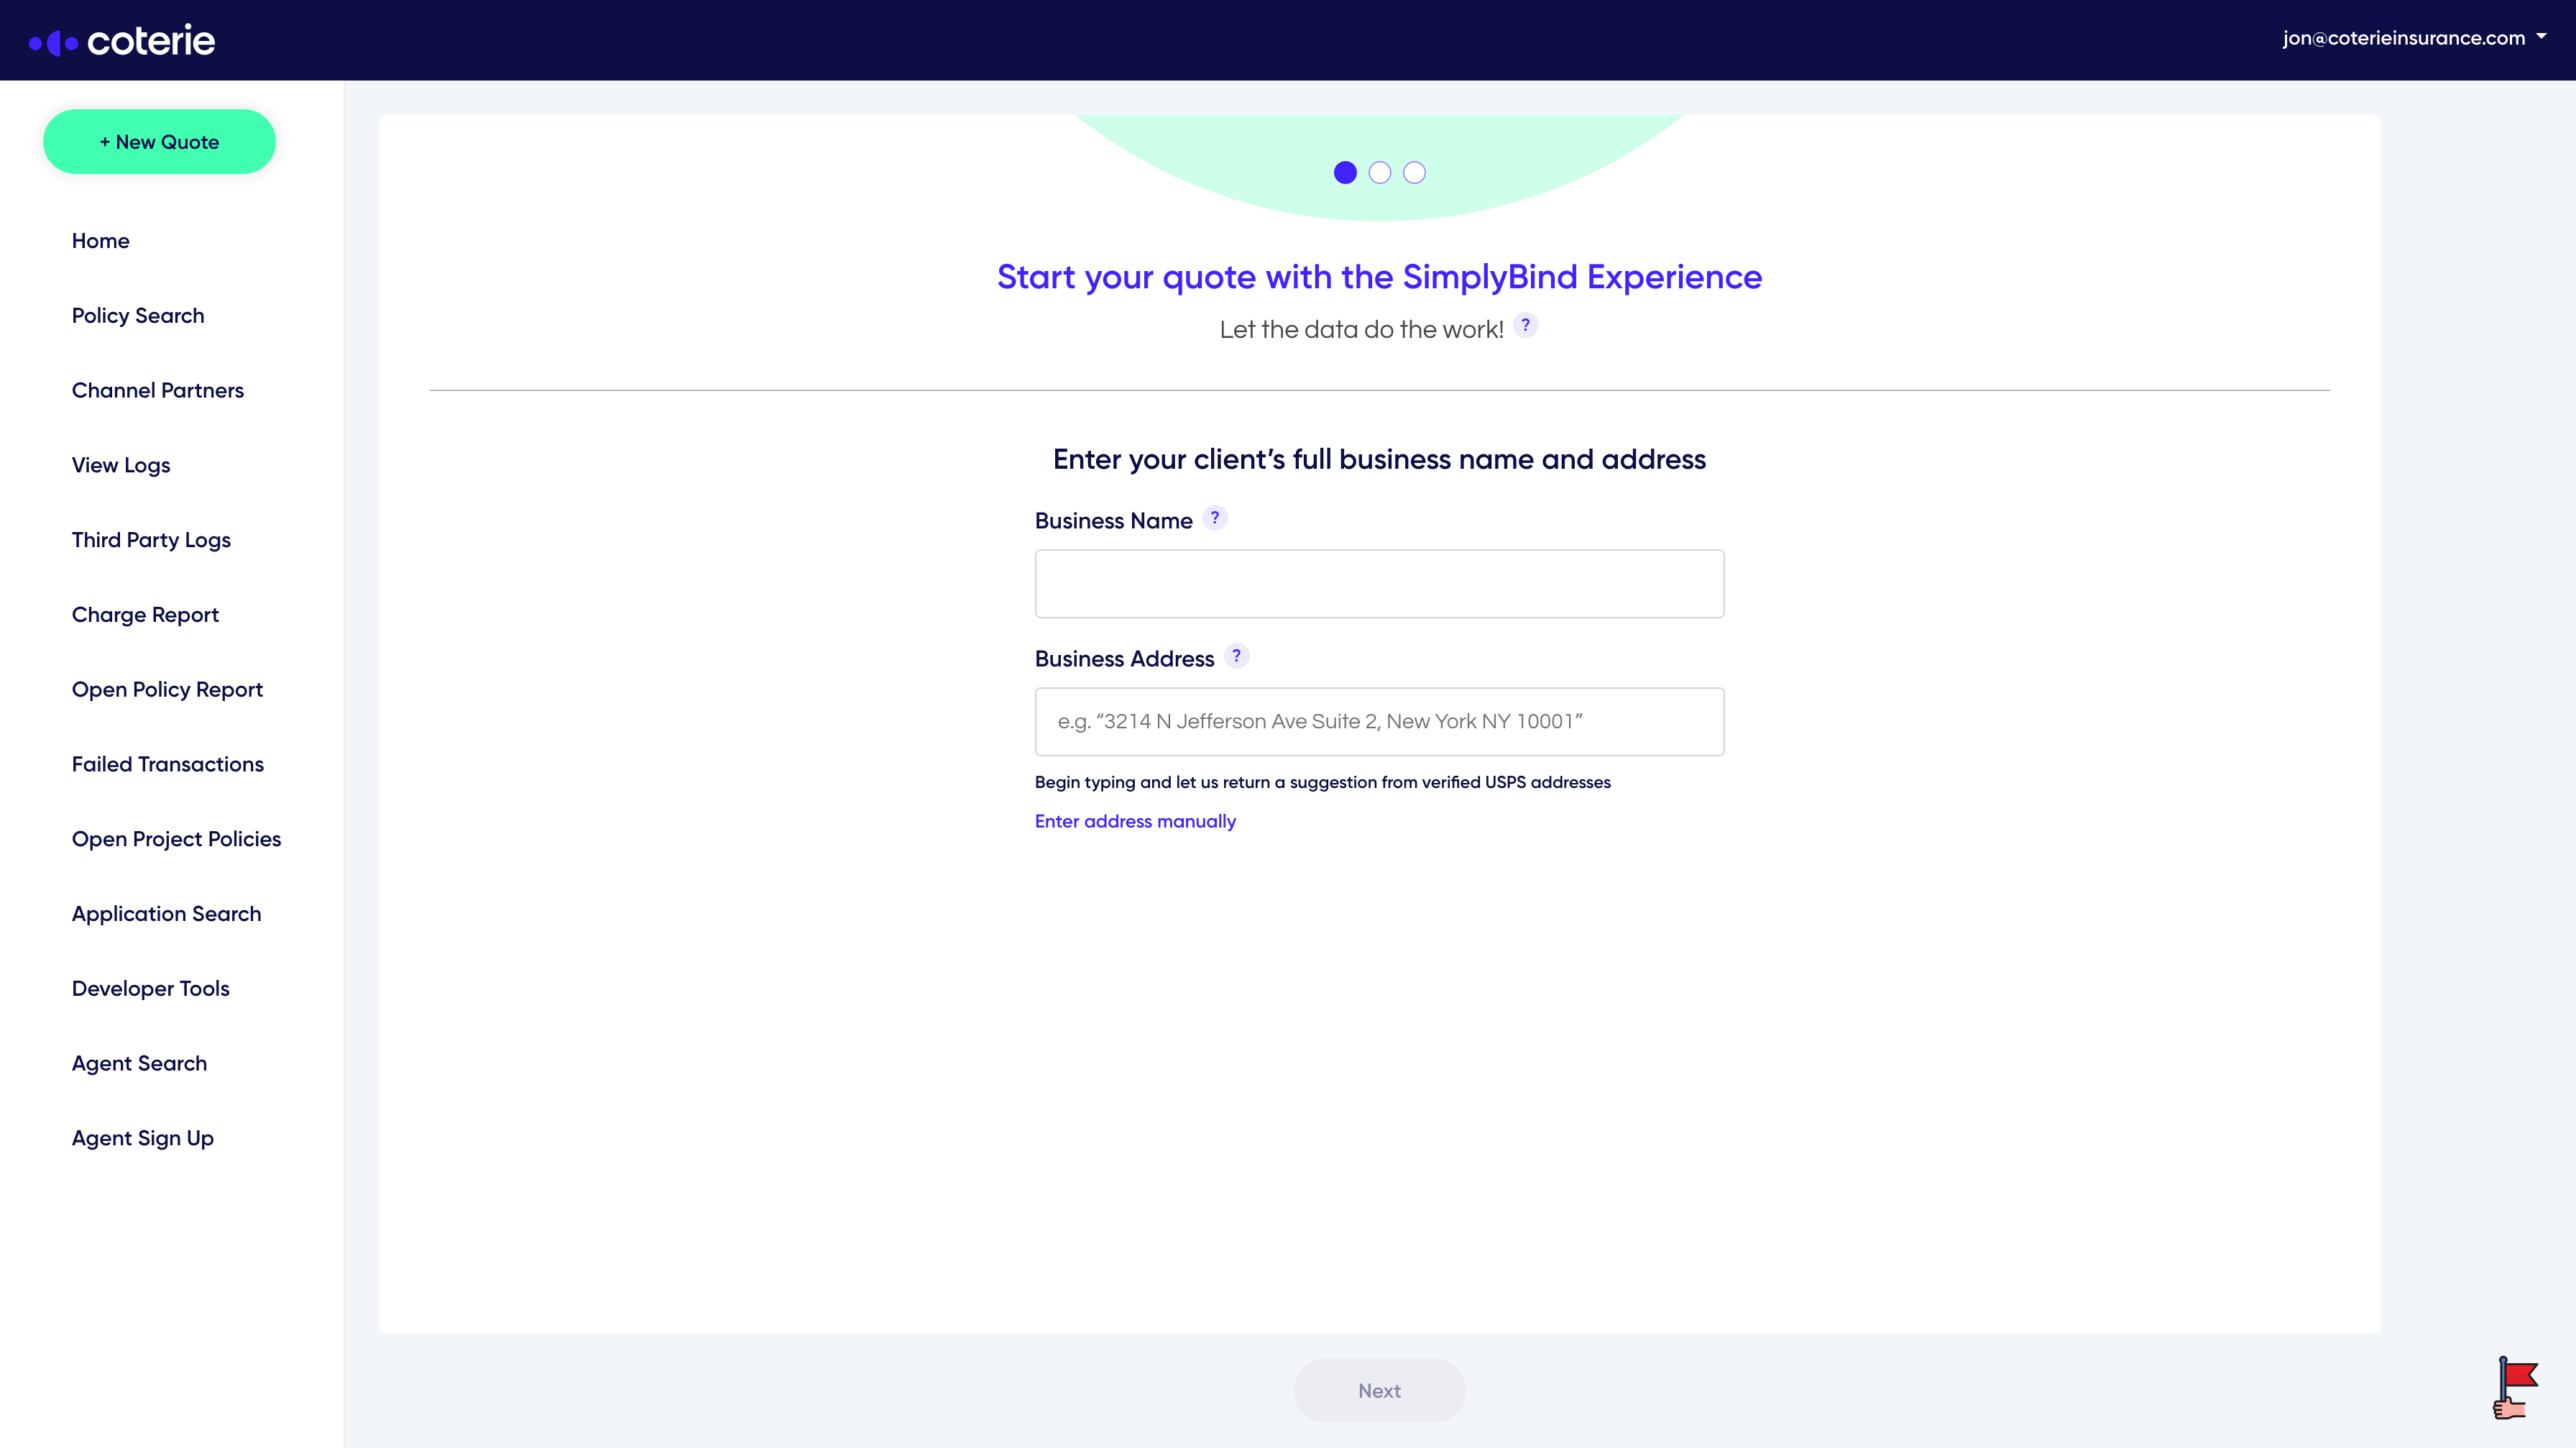 coterie
jon@coterieinsurance.com
+ New Quote
Home
Policy Search
Channel Partners
View Logs
Third Party Logs
Charge Report
Open Policy Report
Failed Transactions
Open Project Policies
Application Search
Developer Tools
Agent Search
Agent Sign Up
Start your quote with the SimplyBind Experience
Let the data do the work! ?
Enter your client’s full business name and address
Business Name ?
Business Address ?
e.g. “3214 N Jefferson Ave Suite 2, New York NY 10001”
Begin typing and let us return a suggestion from verified USPS addresses
Enter address manually
Next